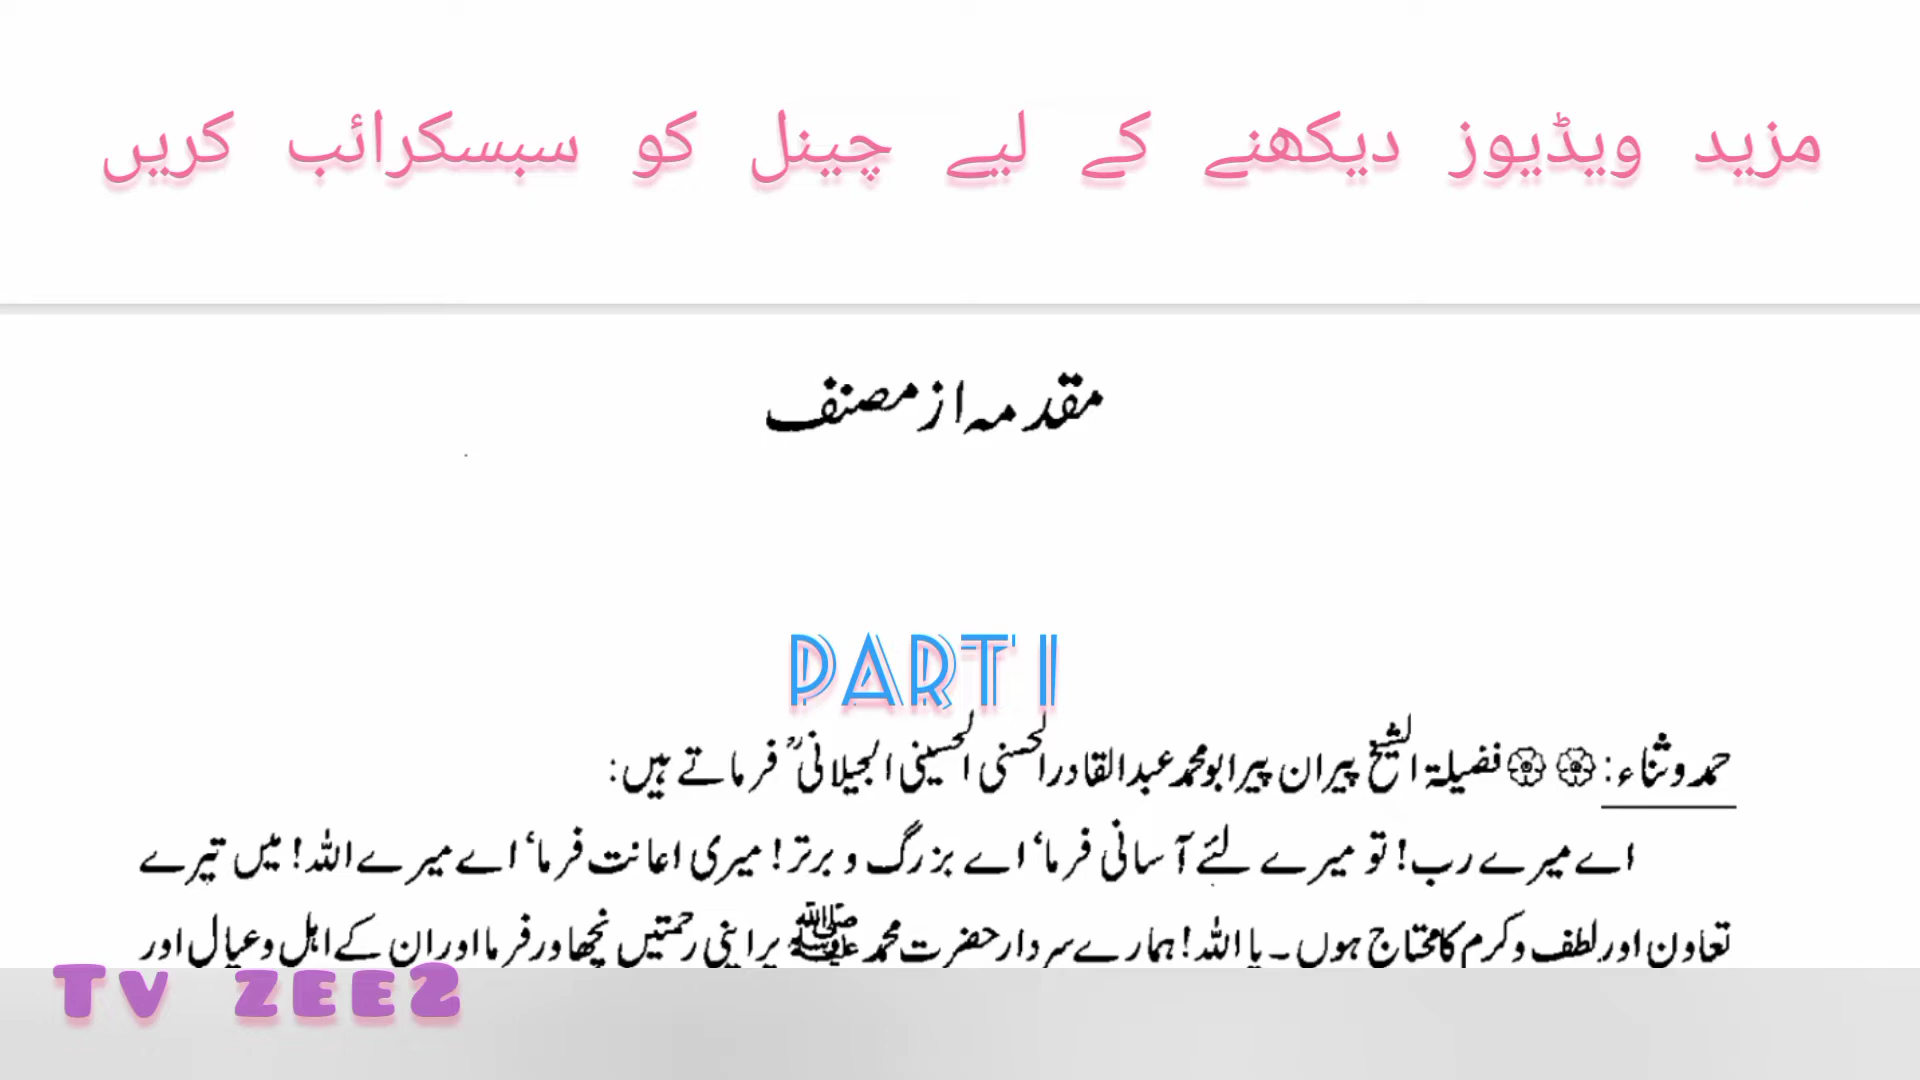 مزید ویڈیوز دیکھنے کے لیے چینل کو سبسکرائب کریں
مقدمہ از مصنف
PART 1
حمد وثناء: فضیلۃ الشیخ پیران پیر ابو محمد عبدالقادر الحسنی الحسینی الجیلانیؒ فرماتے ہیں:
اے میرے رب! تو میرے لئے آسانی فرما‘ اے بزرگ و برتر! میری اعانت فرما‘ اے میرے اللہ! میں تیرے
تعاون اور لطف و کرم کا محتاج ہوں۔ یا اللہ! ہمارے سردار حضرت محمد ﷺ پر اپنی رحمتیں نچھاور فرما اور ان کے اہل و عیال اور
Tv zee2